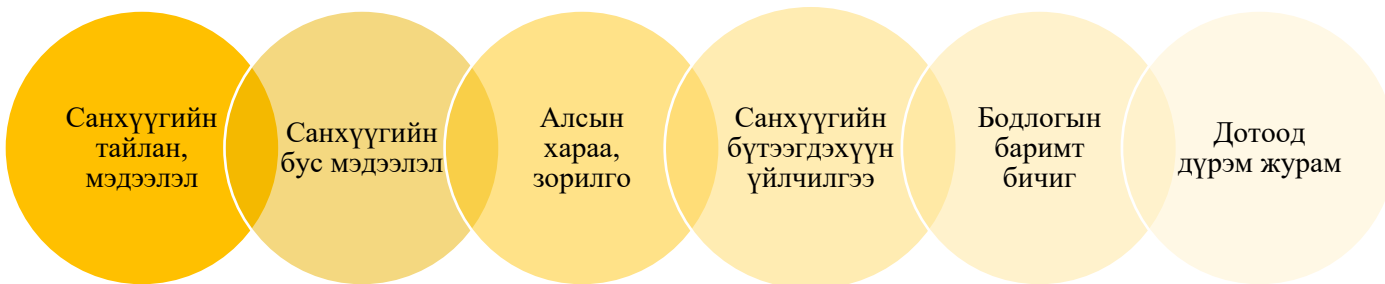 Санхүүгийн
тайлан,
мэдээлэл
Санхүүгийн
бус мэдээлэл
Алсын
хараа,
зорилго
Санхүүгийн
бүтээгдэхүүн
үйлчилгээ
Бодлогын
баримт
бичиг
Дотоод
дүрэм журам